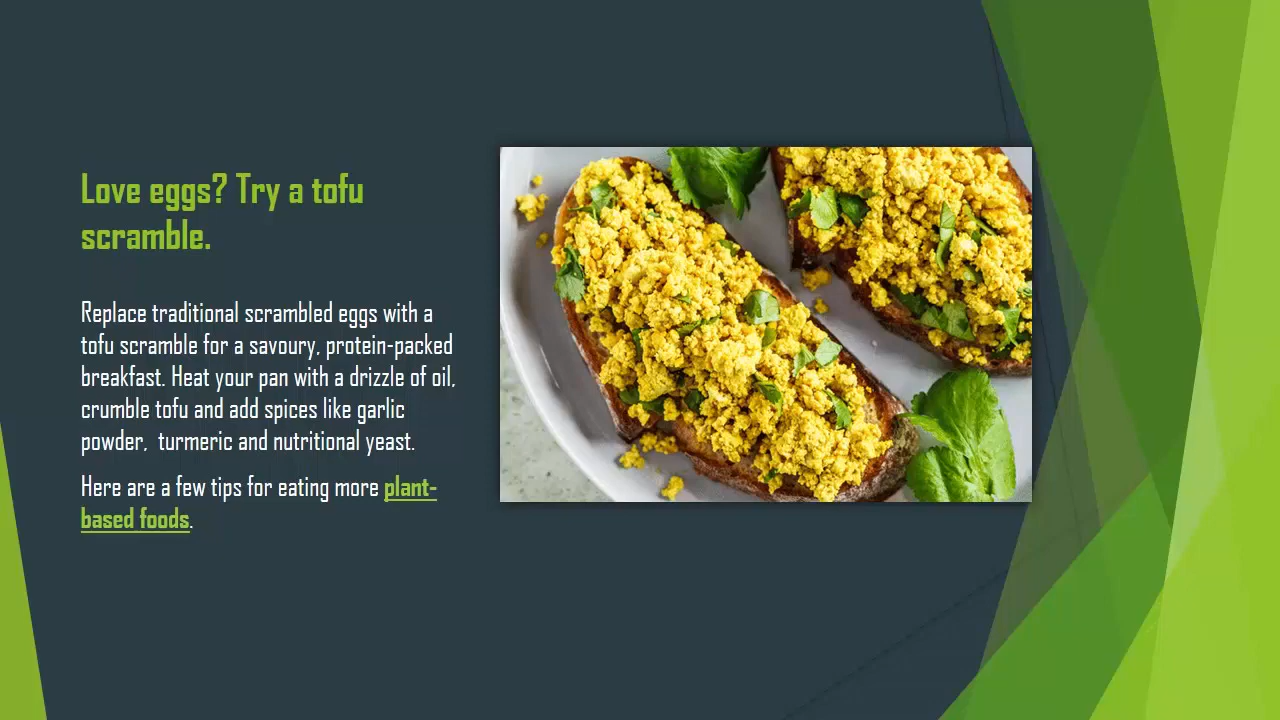 Love eggs? Try a tofu
scramble.
Replace traditional scrambled eggs with a
tofu scramble for a savoury, protein-packed
breakfast. Heat your pan with a drizzle of oil,
crumble tofu and add spices like garlic
powder,  turmeric and nutritional yeast.
Here are a few tips for eating more plant-
based foods.